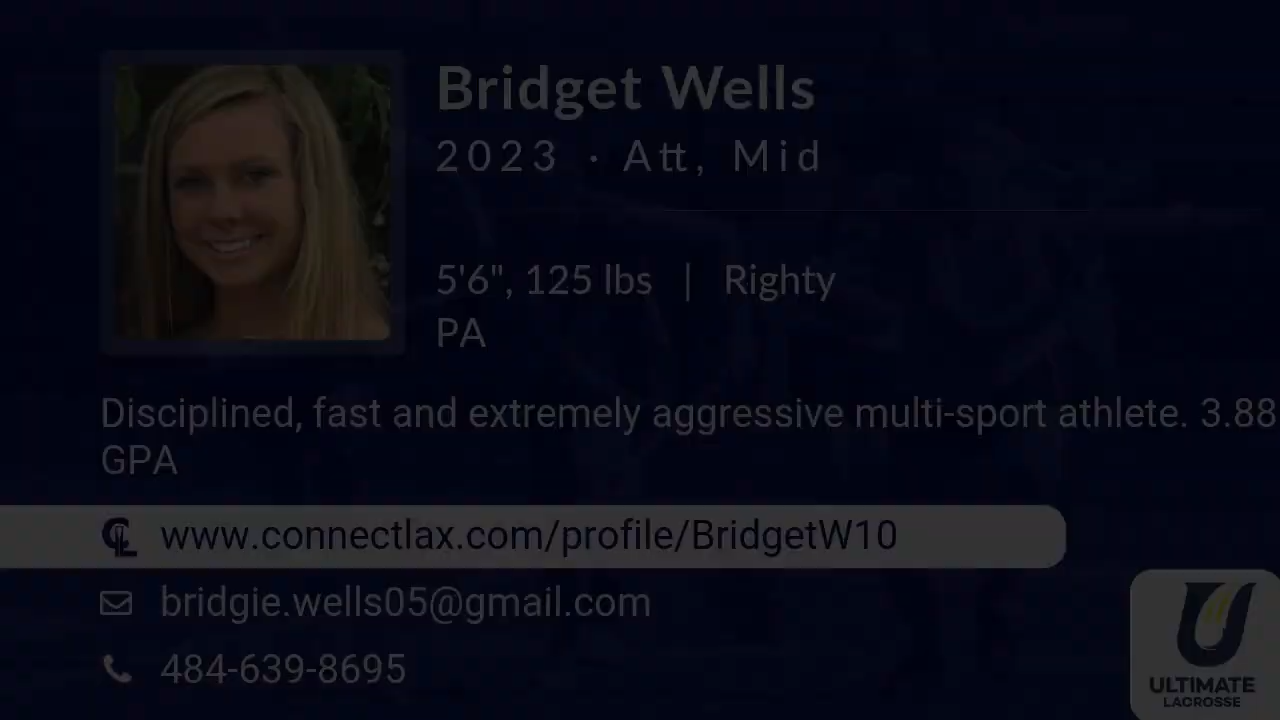 Bridget Wells
2023 · Att, Mid
5'6", 125 lbs | Righty
PA
Disciplined, fast and extremely aggressive multi-sport athlete. 3.88
GPA
www.connectlax.com/profile/BridgetW10
bridgie.wells05@gmail.com
484-639-8695
ULTIMATE
LACROSSE